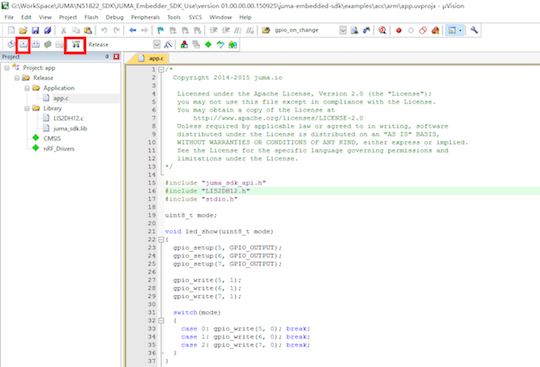 G:\WorkSpace\JUMA\N51822_SDK\JUMA_Embedder_SDK_Use\version 01.00.00.00.150925\juma-embedded-sdk\examples\accs\arm\app.uvprojx - µVision
File Edit View Project Flash Debug Peripherals Tools SVCS Window Help
gpio_on_change
LOAD Release
Project
Project: app
Release
Application
app.c
Library
LIS2DH12.c
juma_sdk.lib
CMSIS
nRF_Drivers
app.c
1 /*
2 Copyright 2014-2015 juma.io
3
4 Licensed under the Apache License, Version 2.0 (the "License");
5 you may not use this file except in compliance with the License.
6 You may obtain a copy of the License at
7 http://www.apache.org/licenses/LICENSE-2.0
8 Unless required by applicable law or agreed to in writing, software
9 distributed under the License is distributed on an "AS IS" BASIS,
10 WITHOUT WARRANTIES OR CONDITIONS OF ANY KIND, either express or implied.
11 See the License for the specific language governing permissions and
12 limitations under the License.
13 */
14
15 #include "juma_sdk_api.h"
16 #include "LIS2DH12.h"
17 #include "stdio.h"
18
19 uint8_t mode;
20
21 void led_show(uint8_t mode)
22 {
23 gpio_setup(5, GPIO_OUTPUT);
24 gpio_setup(6, GPIO_OUTPUT);
25 gpio_setup(7, GPIO_OUTPUT);
26
27 gpio_write(5, 1);
28 gpio_write(6, 1);
29 gpio_write(7, 1);
30
31 switch(mode)
32 {
33 case 0: gpio_write(5, 0); break;
34 case 1: gpio_write(6, 0); break;
35 case 2: gpio_write(7, 0); break;
36 }
37 }